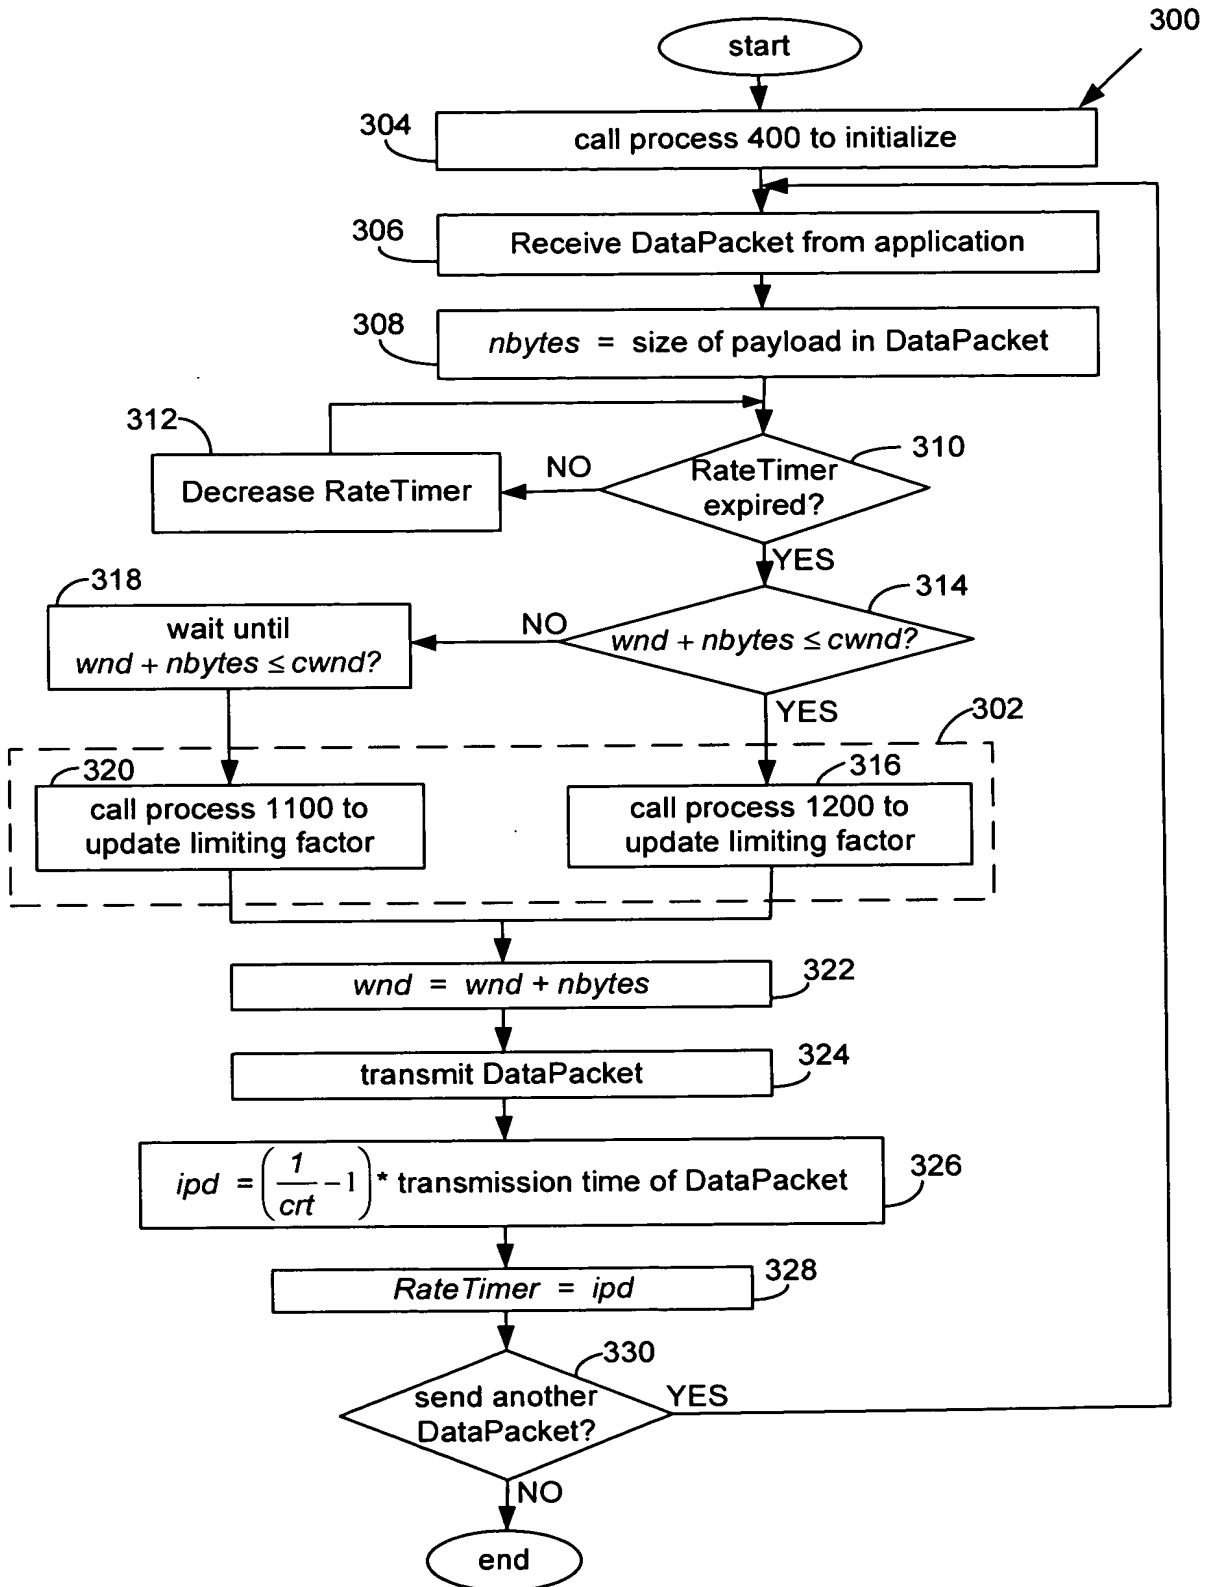 300
start
304
call process 400 to initialize
306
Receive DataPacket from application
308
nbytes = size of payload in DataPacket
312
310
NO
RateTimer
expired?
Decrease RateTimer
YES
318
314
wait until
wnd + nbytes ≤ cwnd?
NO
wnd + nbytes ≤ cwnd?
YES
302
320
316
call process 1100 to
update limiting factor
call process 1200 to
update limiting factor
wnd = wnd + nbytes
322
transmit DataPacket
324
ipd = (1/crt − 1) * transmission time of DataPacket
326
RateTimer = ipd
328
330
send another
DataPacket?
YES
NO
end